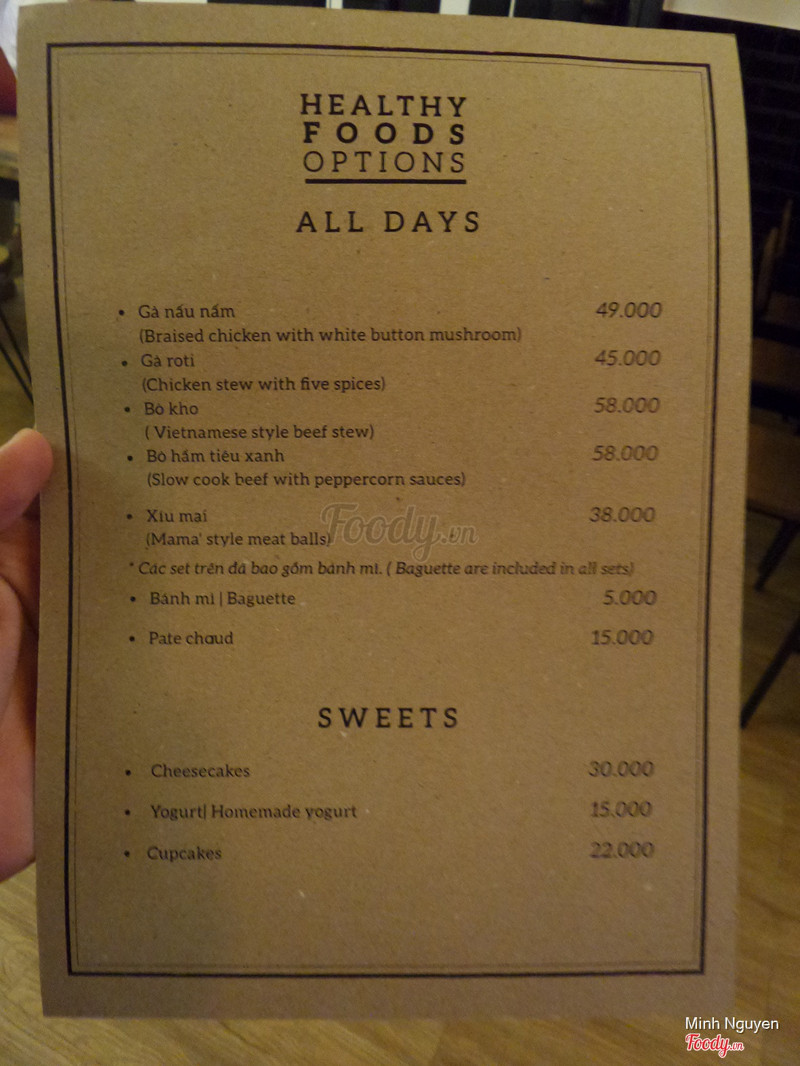 HEALTHY
FOODS
OPTIONS
ALL DAYS
• Gà nấu nấm 49.000
(Braised chicken with white button mushroom)
• Gà roti 45.000
(Chicken stew with five spices)
• Bò kho 58.000
( Vietnamese style beef stew)
• Bò hầm tiêu xanh 58.000
(Slow cook beef with peppercorn sauces)
• Xíu mại 38.000
(Mama' style meat balls)
Foody.vn
* Các set trên đã bao gồm bánh mì. ( Baguette are included in all sets)
• Bánh mì | Baguette 5.000
• Pate chaud 15.000
SWEETS
• Cheesecakes 30.000
• Yogurt| Homemade yogurt 15.000
• Cupcakes 22.000
Minh Nguyen
Foody.vn